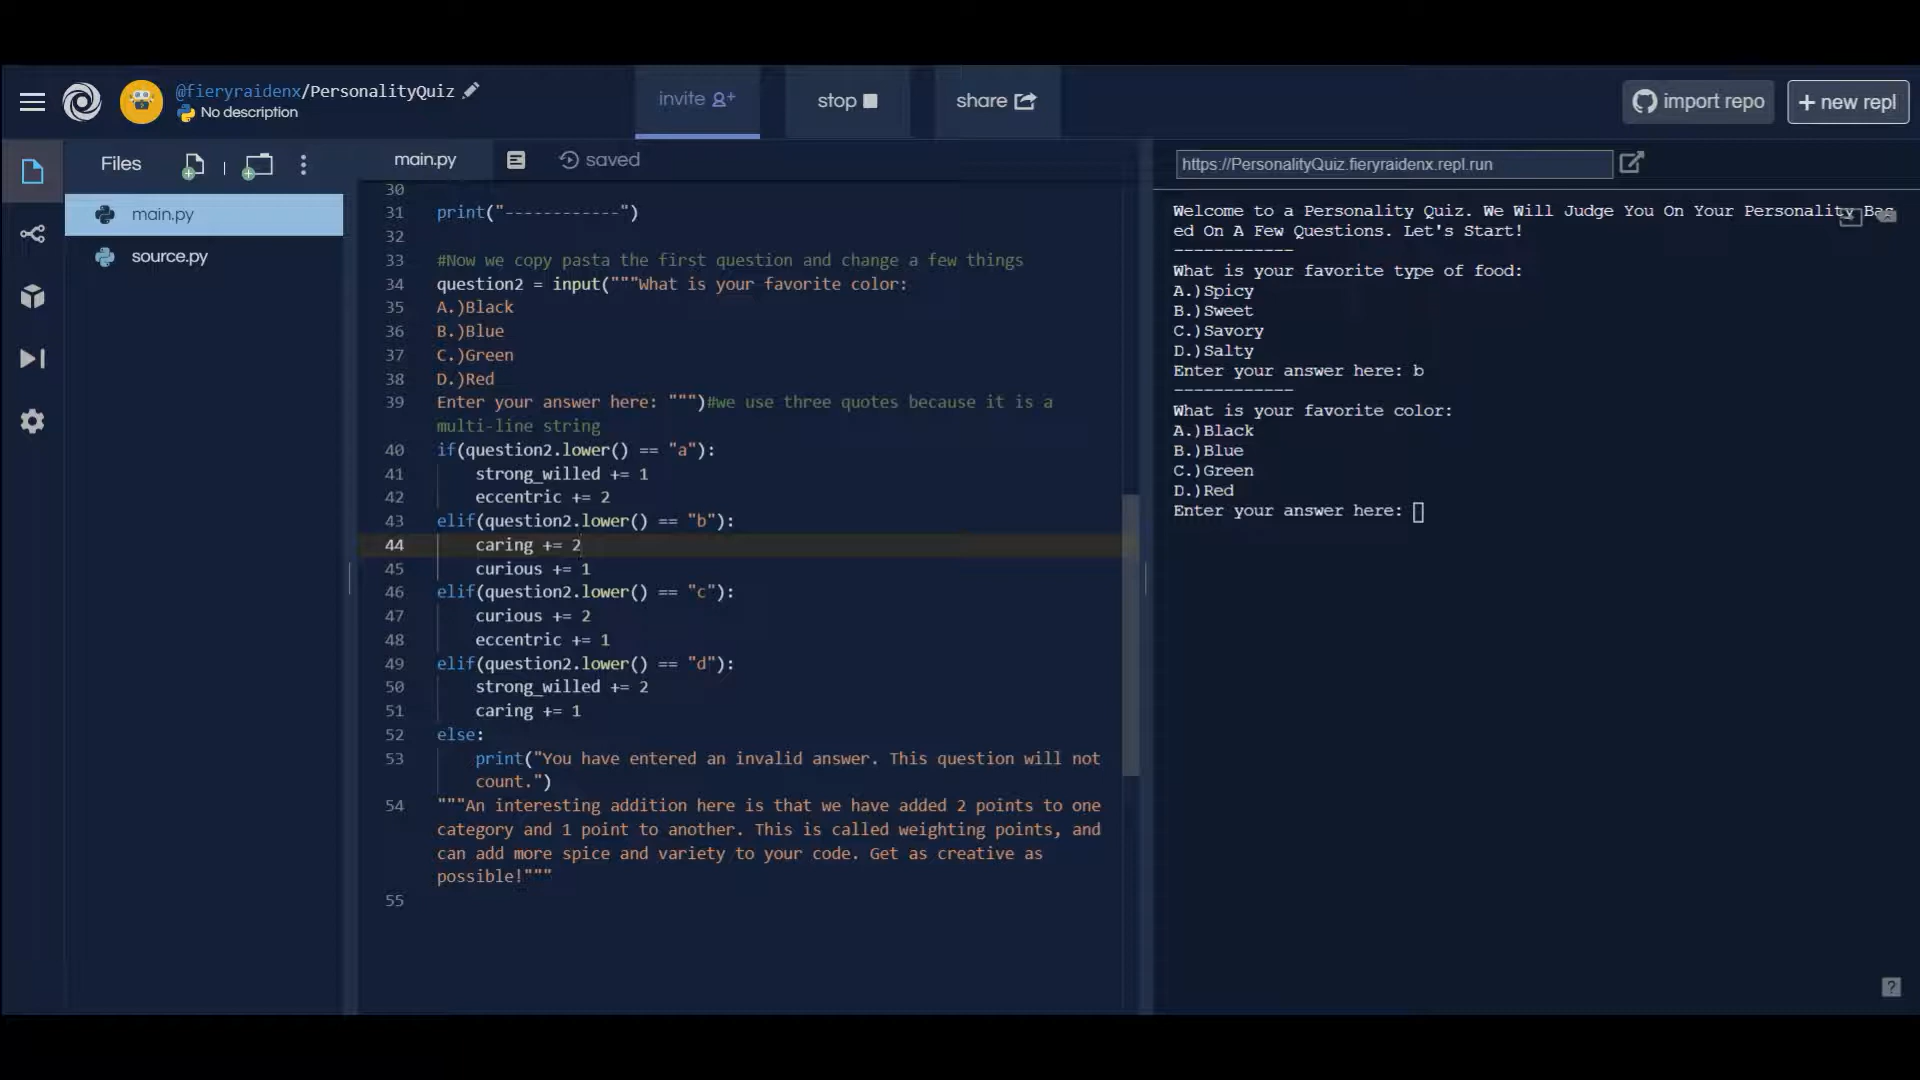 @fieryraidenx/PersonalityQuiz
No description
invite
stop
share
import repo
+ new repl
Files
main.py
saved
main.py
source.py
30
31 print("------------")
32
33 #Now we copy pasta the first question and change a few things
34 question2 = input("""What is your favorite color:
35 A.)Black
36 B.)Blue
37 C.)Green
38 D.)Red
39 Enter your answer here: """)#we use three quotes because it is a
multi-line string
40 if(question2.lower() == "a"):
41 strong_willed += 1
42 eccentric += 2
43 elif(question2.lower() == "b"):
44 caring += 2
45 curious += 1
46 elif(question2.lower() == "c"):
47 curious += 2
48 eccentric += 1
49 elif(question2.lower() == "d"):
50 strong_willed += 2
51 caring += 1
52 else:
53 print("You have entered an invalid answer. This question will not
count.")
54 """An interesting addition here is that we have added 2 points to one
category and 1 point to another. This is called weighting points, and
can add more spice and variety to your code. Get as creative as
possible!"""
55
https://PersonalityQuiz.fieryraidenx.repl.run
Welcome to a Personality Quiz. We Will Judge You On Your Personality Bas
ed On A Few Questions. Let's Start!
------------
What is your favorite type of food:
A.)Spicy
B.)Sweet
C.)Savory
D.)Salty
Enter your answer here: b
------------
What is your favorite color:
A.)Black
B.)Blue
C.)Green
D.)Red
Enter your answer here:
?